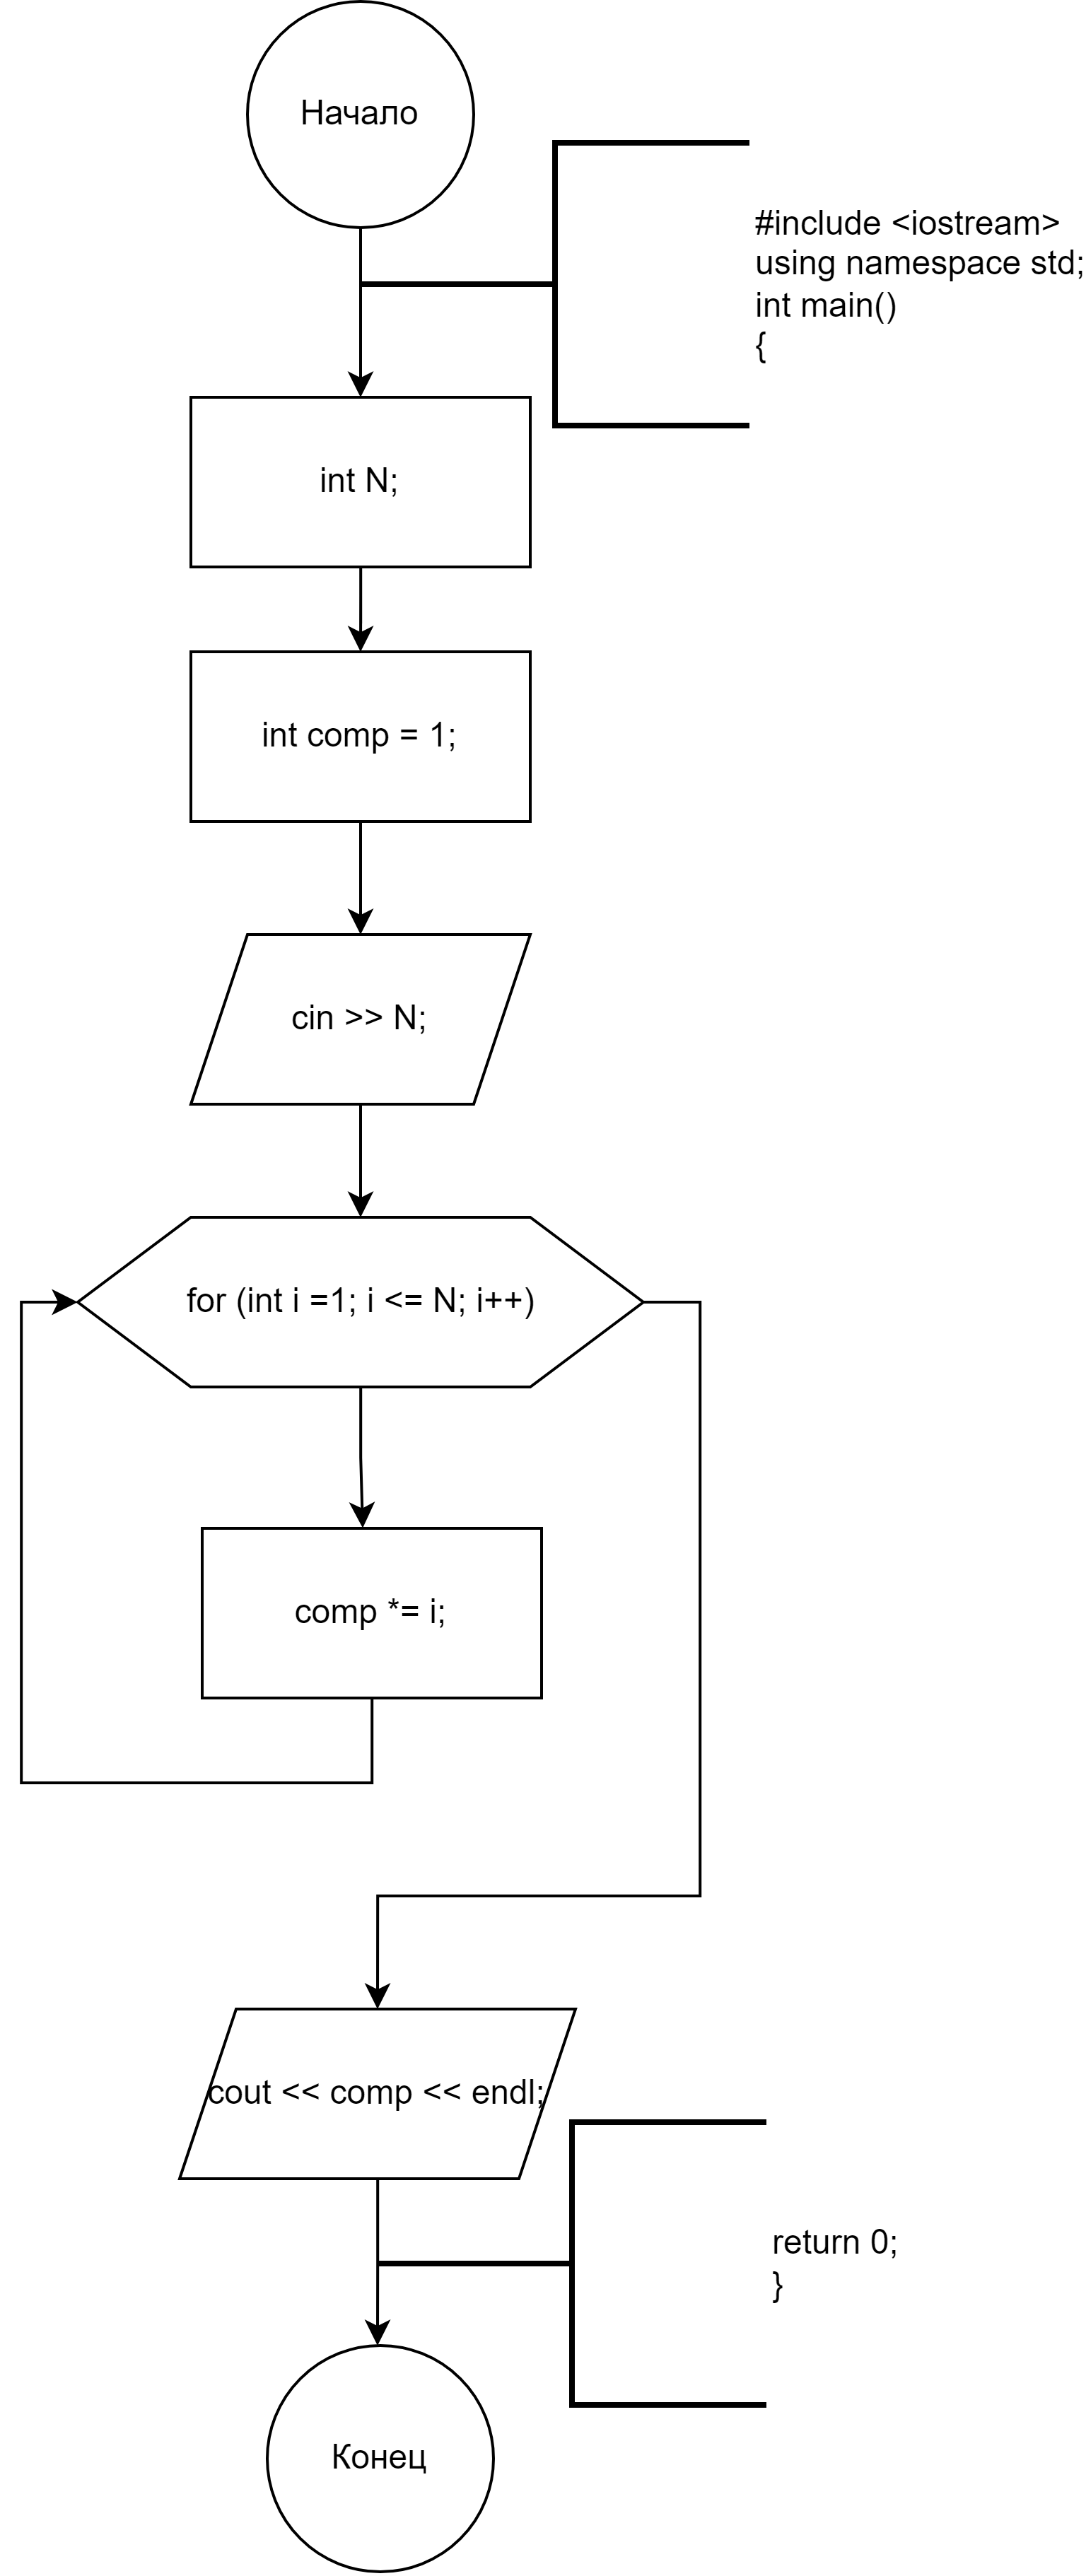 Начало
#include <iostream>
using namespace std;
int main()
{
int N;
int comp = 1;
cin >> N;
for (int i =1; i <= N; i++)
comp *= i;
cout << comp << endl;
return 0;
}
Конец